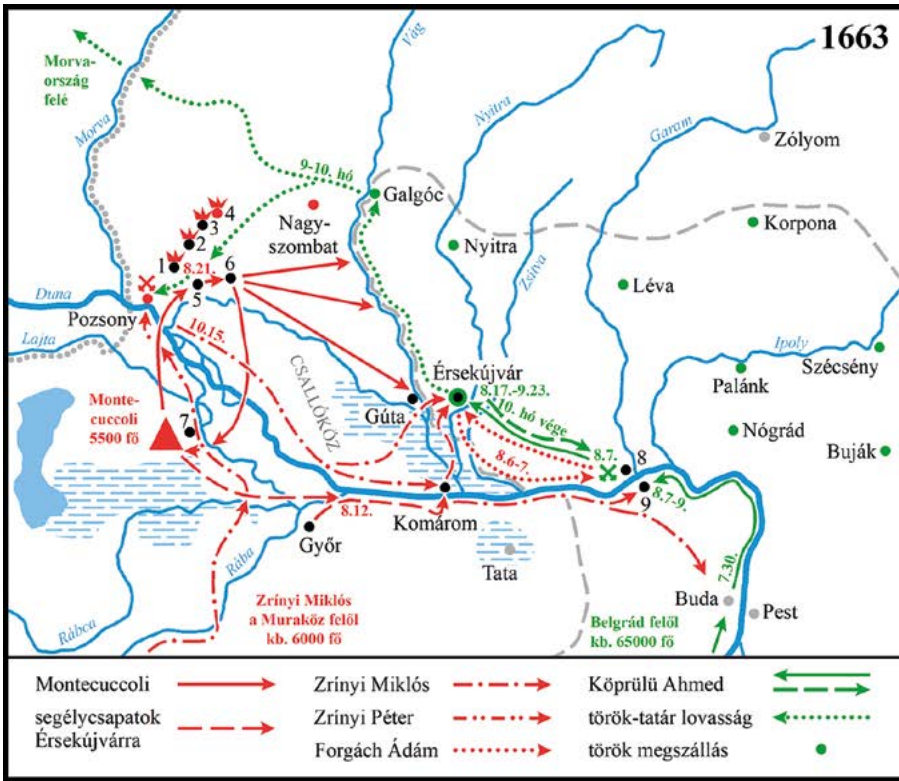 1663
Morva-
ország
felé
Morva
Vág
Nyitra
Garam
Zólyom
9-10. hó
Galgóc
4
3
2
1
Nagy-
szombat
Korpona
Nyitra
Zsitva
8.21.
6
5
Léva
Duna
Pozsony
Lajta
10.15.
Ipoly
Szécsény
Érsekújvár
8.17.-9.23.
Palánk
CSALLÓKÖZ
Monte-
cuccoli
5500 fő
Gúta
10. hó vége
Nógrád
7
8.6-7.
8.7.
8
Buják
9
8.7-9.
8.12.
Komárom
Győr
Rába
Tata
7.30.
Buda
Pest
Rábca
Zrínyi Miklós
a Muraköz felől
kb. 6000 fő
Belgrád felől
kb. 65000 fő
Montecuccoli
Zrínyi Miklós
Köprülü Ahmed
segélycsapatok
Érsekújvárra
Zrínyi Péter
török-tatár lovasság
Forgách Ádám
török megszállás